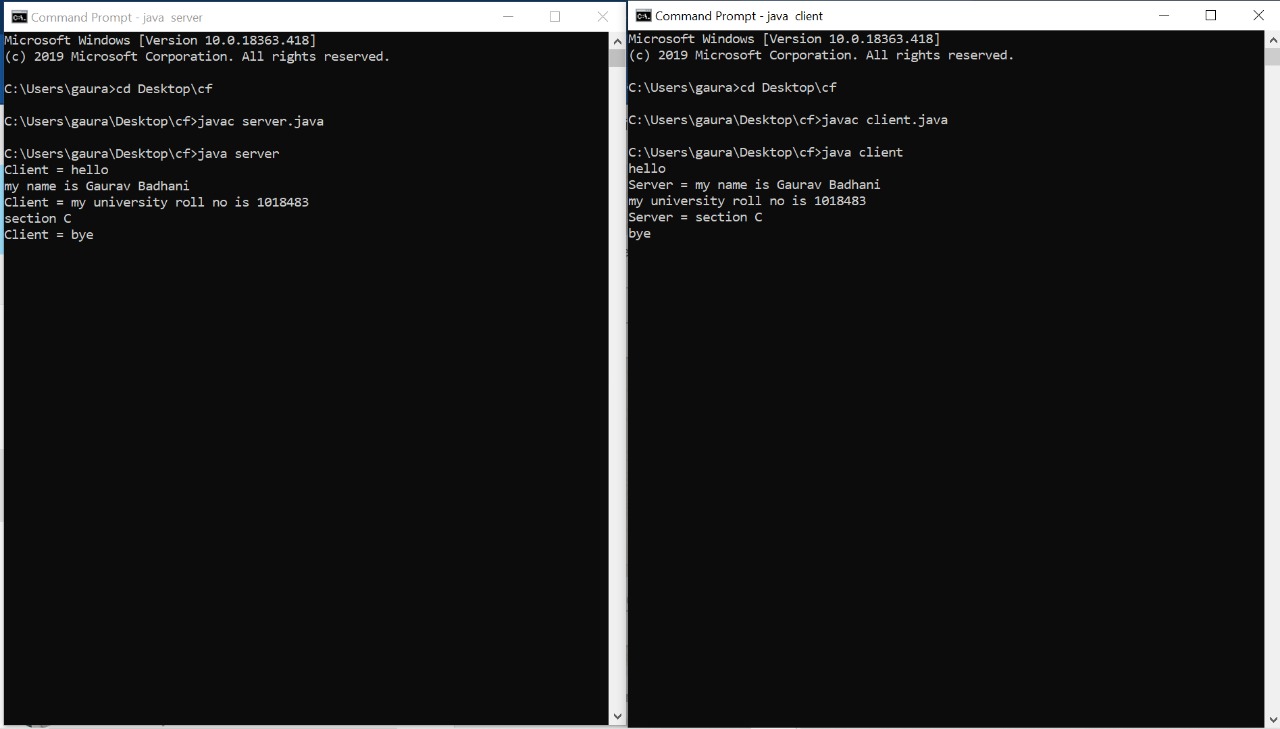 Command Prompt - java  server
Microsoft Windows [Version 10.0.18363.418]
(c) 2019 Microsoft Corporation. All rights reserved.
C:\Users\gaura>cd Desktop\cf
C:\Users\gaura\Desktop\cf>javac server.java
C:\Users\gaura\Desktop\cf>java server
Client = hello
my name is Gaurav Badhani
Client = my university roll no is 1018483
section C
Client = bye
Command Prompt - java  client
Microsoft Windows [Version 10.0.18363.418]
(c) 2019 Microsoft Corporation. All rights reserved.
C:\Users\gaura>cd Desktop\cf
C:\Users\gaura\Desktop\cf>javac client.java
C:\Users\gaura\Desktop\cf>java client
hello
Server = my name is Gaurav Badhani
my university roll no is 1018483
Server = section C
bye